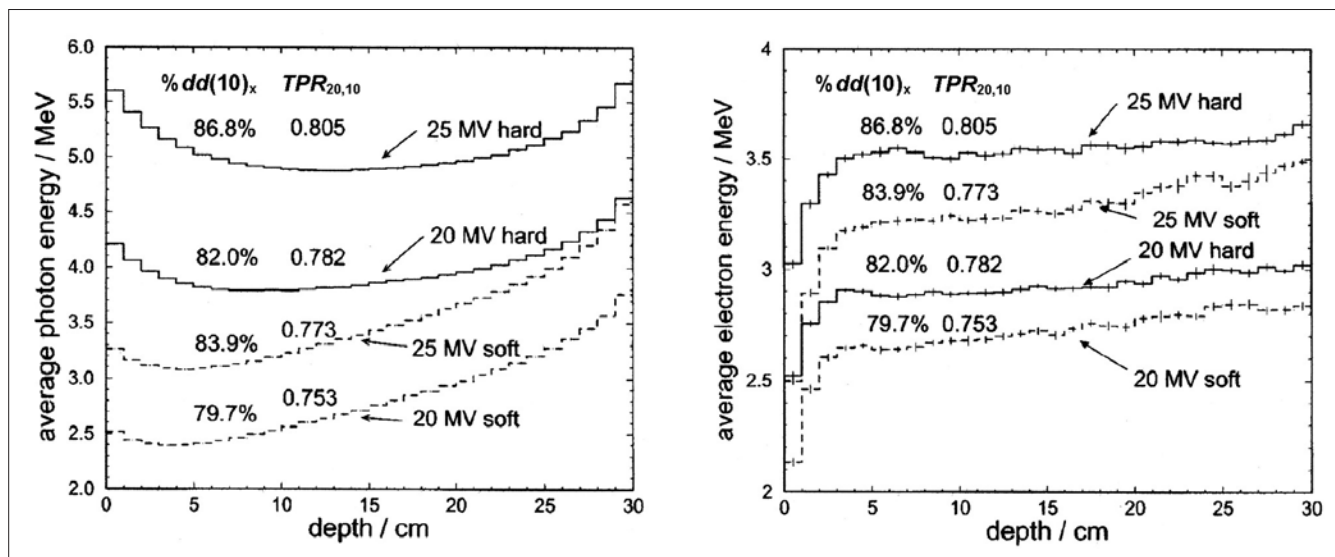 average photon energy / MeV
6.0
5.5
5.0
4.5
4.0
3.5
3.0
2.5
2.0
% dd(10)x TPR20,10
86.8% 0.805
25 MV hard
20 MV hard
82.0% 0.782
0.773
83.9%
25 MV soft
0.753
79.7%
20 MV soft
0 5 10 15 20 25 30
depth / cm
average electron energy / MeV
4
3.5
3
2.5
2
% dd(10)x TPR20,10
25 MV hard
86.8% 0.805
83.9% 0.773
25 MV soft
82.0% 0.782
20 MV hard
79.7% 0.753
20 MV soft
0 5 10 15 20 25 30
depth / cm